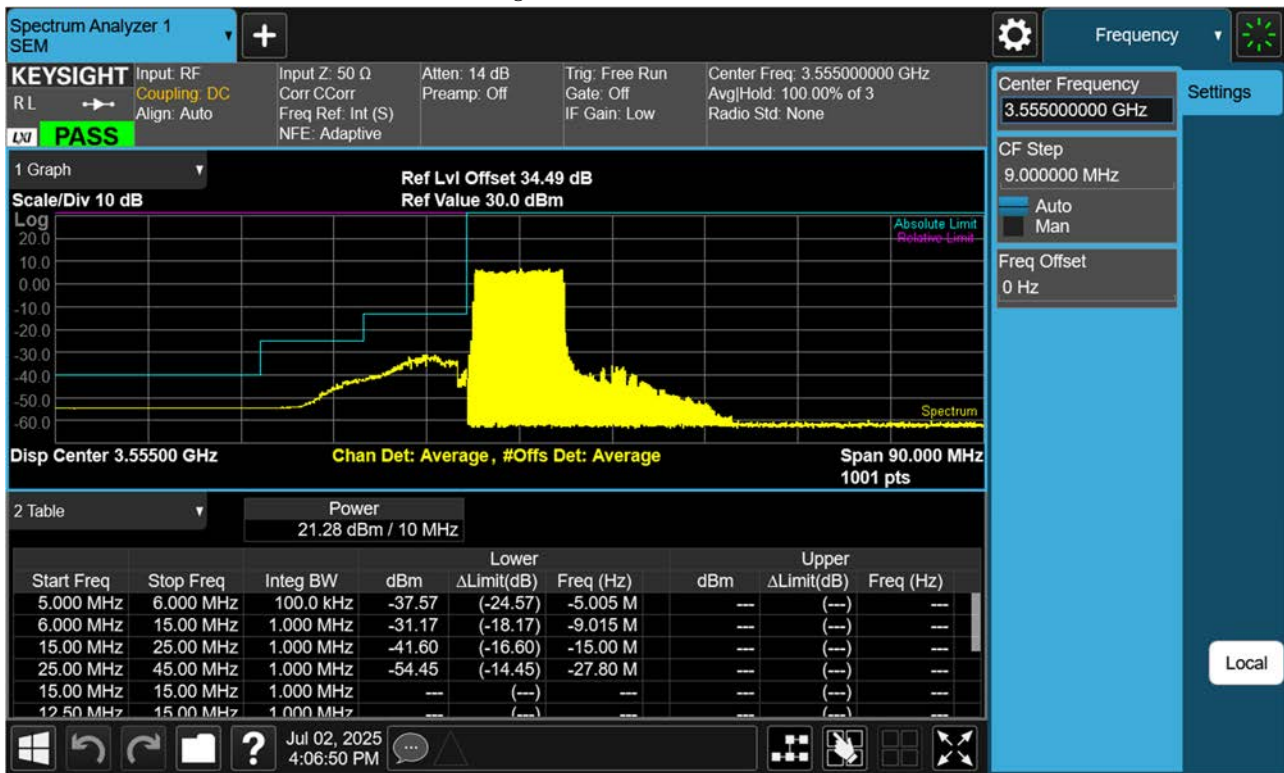 Spectrum Analyzer 1
SEM
Frequency
KEYSIGHT
R L
LXI
PASS
Input: RF
Coupling: DC
Align: Auto
Input Z: 50 Ω
Corr CCorr
Freq Ref: Int (S)
NFE: Adaptive
Atten: 14 dB
Preamp: Off
Trig: Free Run
Gate: Off
IF Gain: Low
Center Freq: 3.555000000 GHz
Avg|Hold: 100.00% of 3
Radio Std: None
Center Frequency
3.555000000 GHz
Settings
CF Step
9.000000 MHz
Auto
Man
Freq Offset
0 Hz
Local
1 Graph
Ref Lvl Offset 34.49 dB
Scale/Div 10 dB Ref Value 30.0 dBm
Log
Absolute Limit
Relative Limit
20.0
10.0
0.00
-10.0
-20.0
-30.0
-40.0
-50.0
-60.0
Spectrum
Disp Center 3.55500 GHz Chan Det: Average, #Offs Det: Average Span 90.000 MHz
1001 pts
2 Table
Power
21.28 dBm / 10 MHz
Lower Upper
Start Freq Stop Freq Integ BW dBm ΔLimit(dB) Freq (Hz) dBm ΔLimit(dB) Freq (Hz)
5.000 MHz 6.000 MHz 100.0 kHz -37.57 (-24.57) -5.005 M --- (---) ---
6.000 MHz 15.00 MHz 1.000 MHz -31.17 (-18.17) -9.015 M --- (---) ---
15.00 MHz 25.00 MHz 1.000 MHz -41.60 (-16.60) -15.00 M --- (---) ---
25.00 MHz 45.00 MHz 1.000 MHz -54.45 (-14.45) -27.80 M --- (---) ---
15.00 MHz 15.00 MHz 1.000 MHz --- (---) --- --- (---) ---
12.50 MHz 15.00 MHz 1.000 MHz --- (---) --- --- (---) ---
Jul 02, 2025
4:06:50 PM